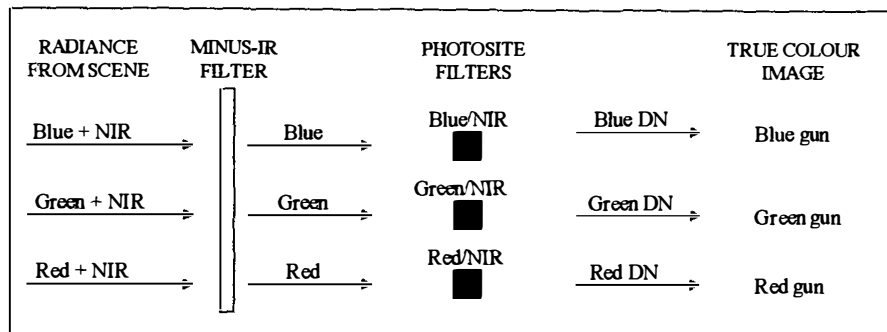 RADIANCE
FROM SCENE
MINUS-IR
FILTER
PHOTOSITE
FILTERS
TRUE COLOUR
IMAGE
Blue + NIR
Blue
Blue/NIR
Blue DN
Blue gun
Green + NIR
Green
Green/NIR
Green DN
Green gun
Red + NIR
Red
Red/NIR
Red DN
Red gun